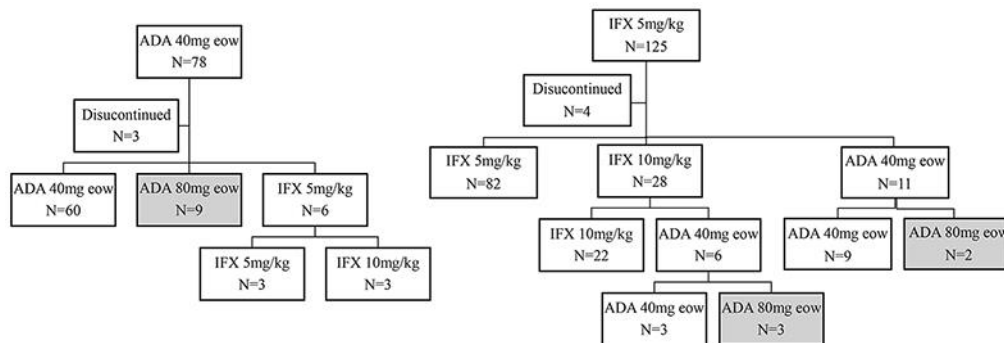 ADA 40mg eow
N=78
Disucontinued
N=3
ADA 40mg eow
N=60
ADA 80mg eow
N=9
IFX 5mg/kg
N=6
IFX 5mg/kg
N=3
IFX 10mg/kg
N=3
IFX 5mg/kg
N=125
Disucontinued
N=4
IFX 5mg/kg
N=82
IFX 10mg/kg
N=28
ADA 40mg eow
N=11
IFX 10mg/kg
N=22
ADA 40mg eow
N=6
ADA 40mg eow
N=9
ADA 80mg eow
N=2
ADA 40mg eow
N=3
ADA 80mg eow
N=3